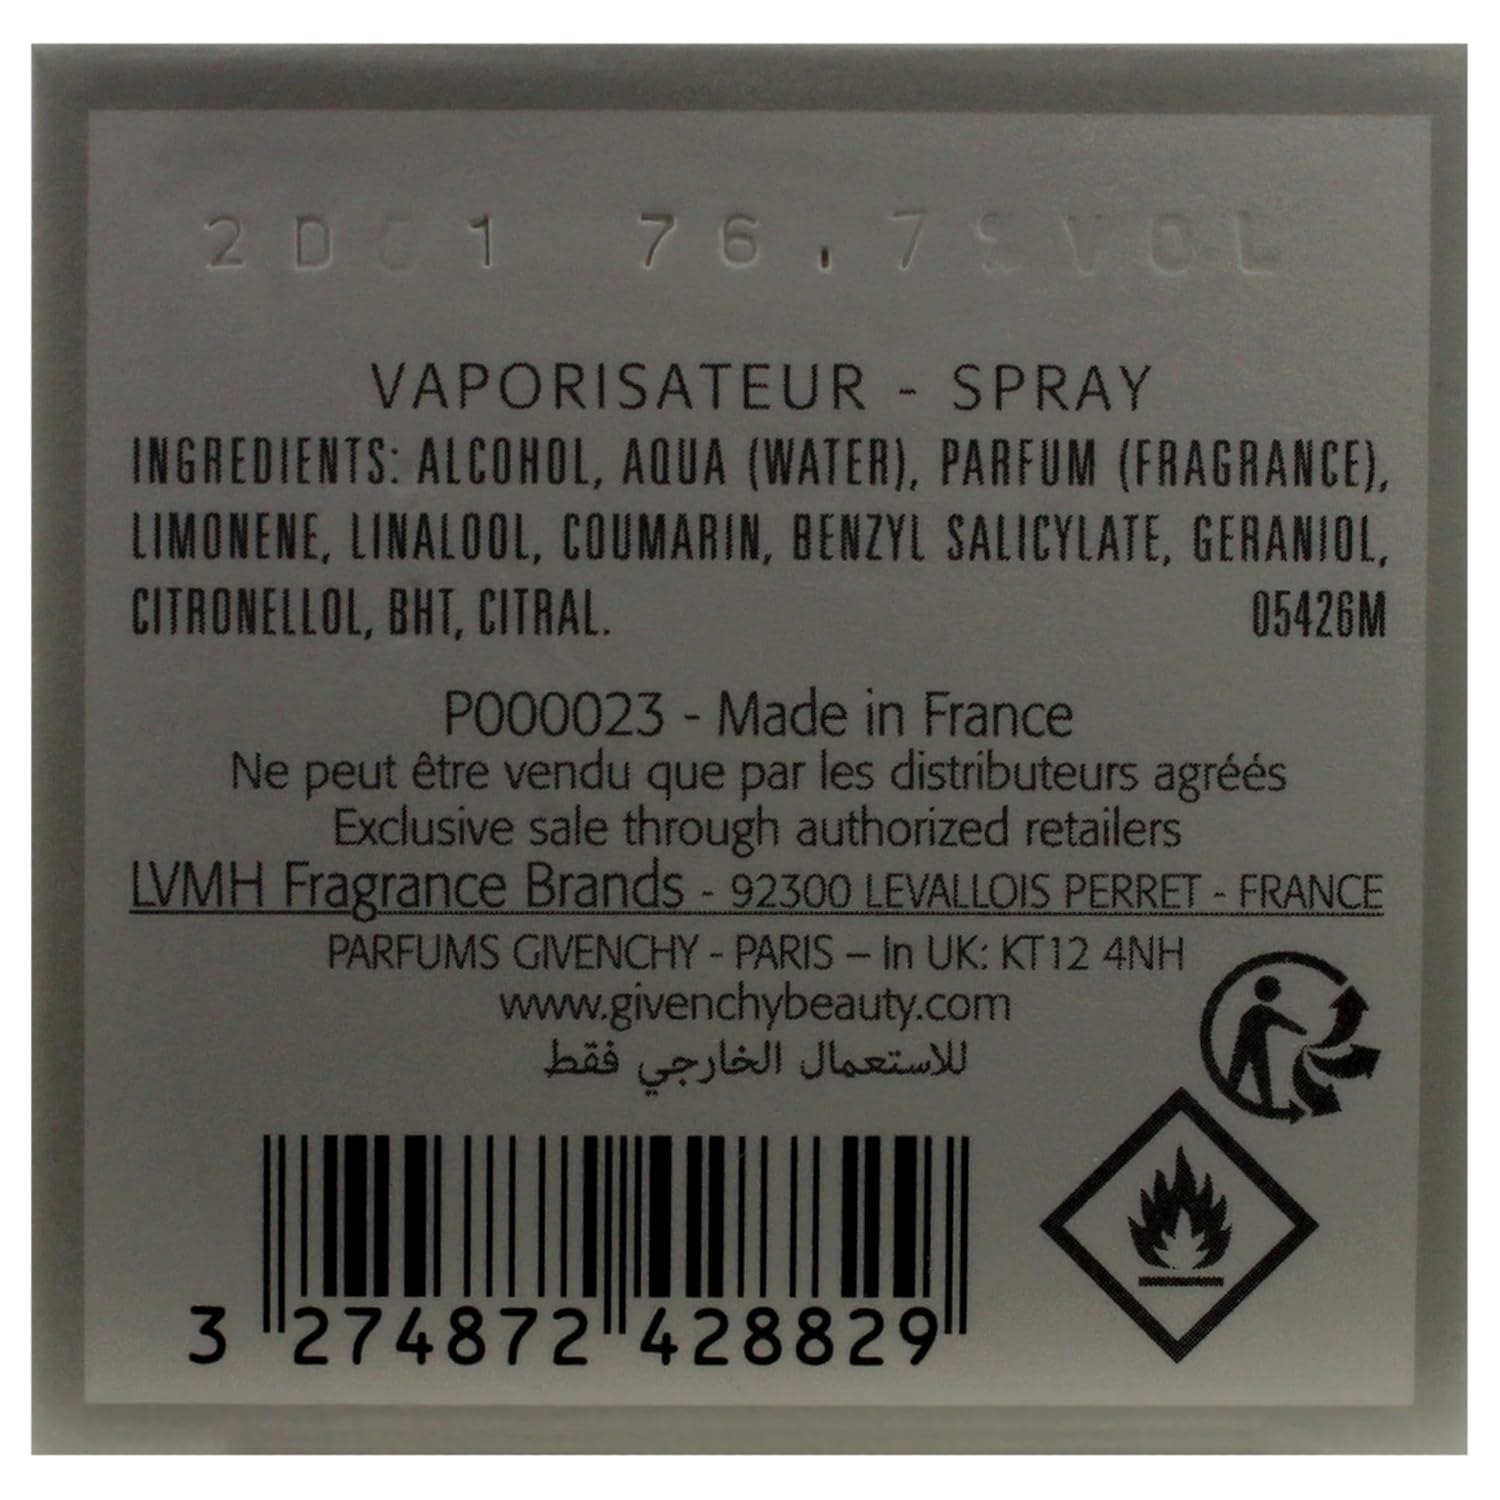 2D01 76.7%VOL
VAPORISATEUR - SPRAY
INGREDIENTS: ALCOHOL, AQUA (WATER), PARFUM (FRAGRANCE),
LIMONENE, LINALOOL, COUMARIN, BENZYL SALICYLATE, GERANIOL,
CITRONELLOL, BHT, CITRAL. 05426M
P000023 - Made in France
Ne peut être vendu que par les distributeurs agréés
Exclusive sale through authorized retailers
LVMH Fragrance Brands - 92300 LEVALLOIS PERRET - FRANCE
PARFUMS GIVENCHY - PARIS – In UK: KT12 4NH
www.givenchybeauty.com
للاستعمال الخارجي فقط
3 274872 428829